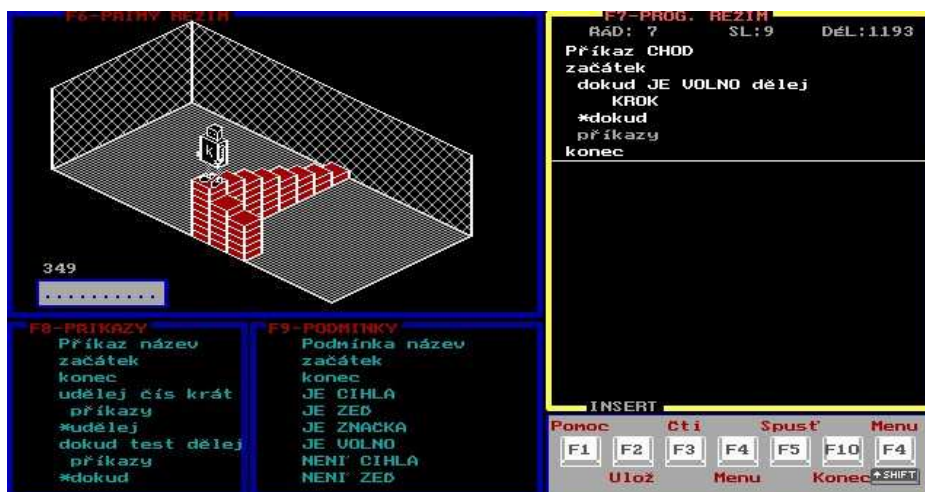 F6-PŘÍMÝ REŽIM
K
349
F7-PROG. REŽIM
ŘÁD: 7 SL:9 DÉL:1193
Příkaz CHOD
začátek
dokud JE VOLNO dělej
KROK
*dokud
příkazy
konec
INSERT
F8-PŘÍKAZY
Příkaz název
začátek
konec
udělej čís krát
příkazy
*udělej
dokud test dělej
příkazy
*dokud
F9-PODMÍNKY
Podmínka název
začátek
konec
JE CIHLA
JE ZEĎ
JE ZNAČKA
JE VOLNO
NENÍ CIHLA
NENÍ ZEĎ
Pomoc Čti Spusť Menu
F1 F2 F3 F4 F5 F10 F4
Ulož Menu Konec ↑SHIFT